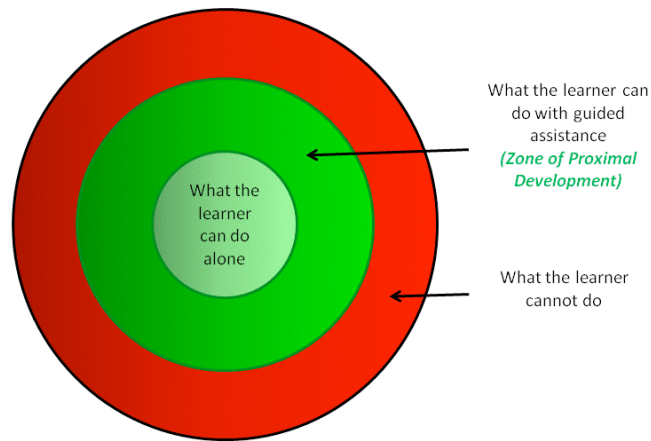 What the learner can
do with guided
assistance
(Zone of Proximal
Development)
What the
learner
can do
alone
What the learner
cannot do